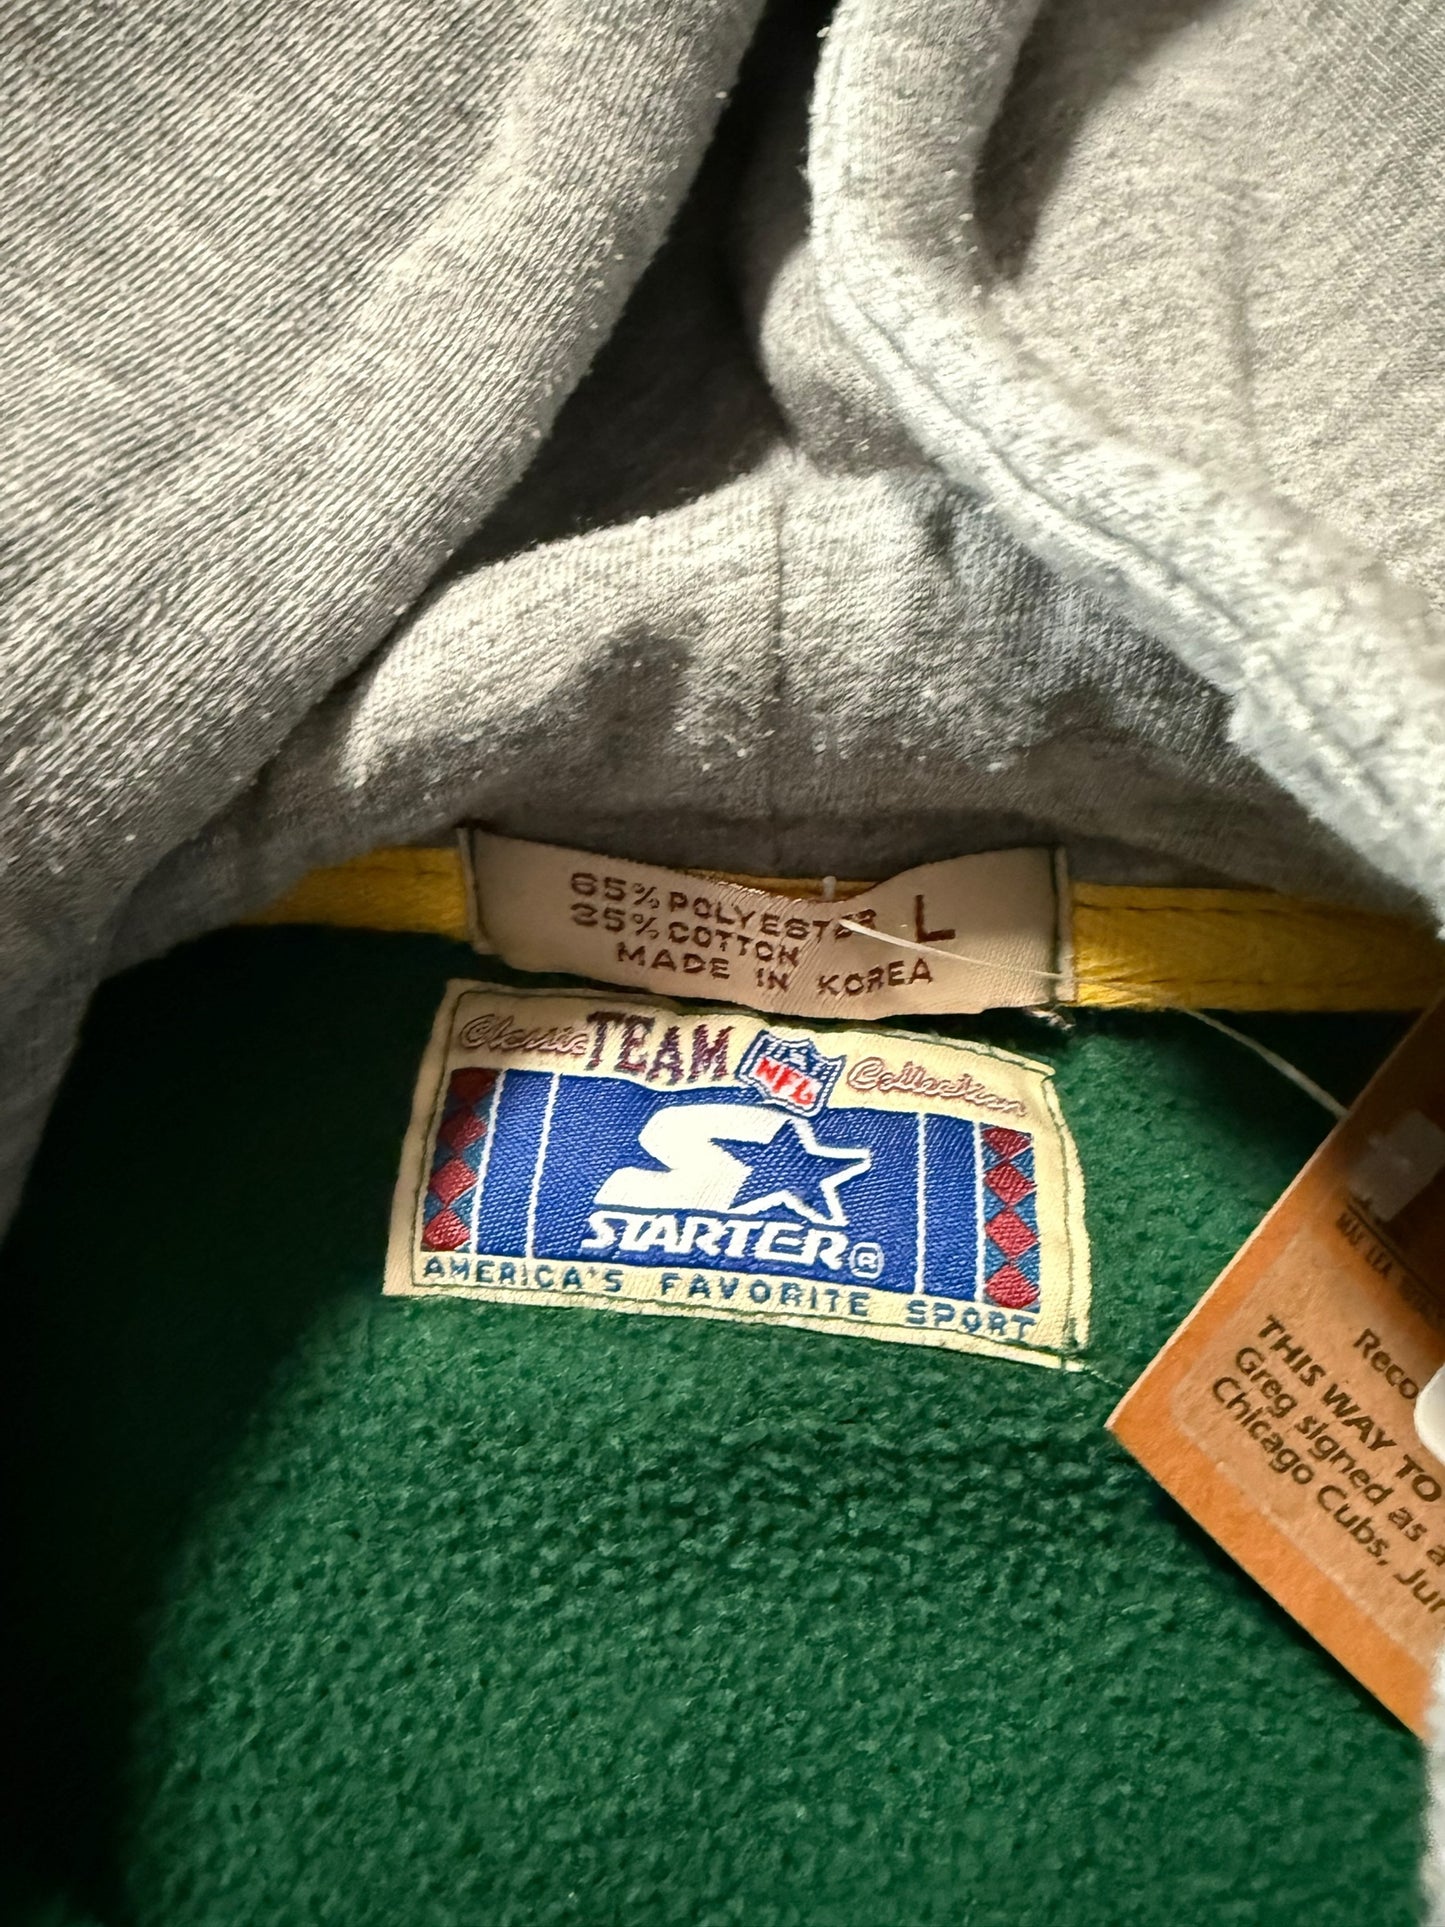 65% POLYESTER L
35% COTTON
MADE IN KOREA
Classic TEAM NFL Collection
STARTER®
AMERICA'S FAVORITE SPORT
THIS WAY TO
Greg signed as a
Chicago Cubs, Jun